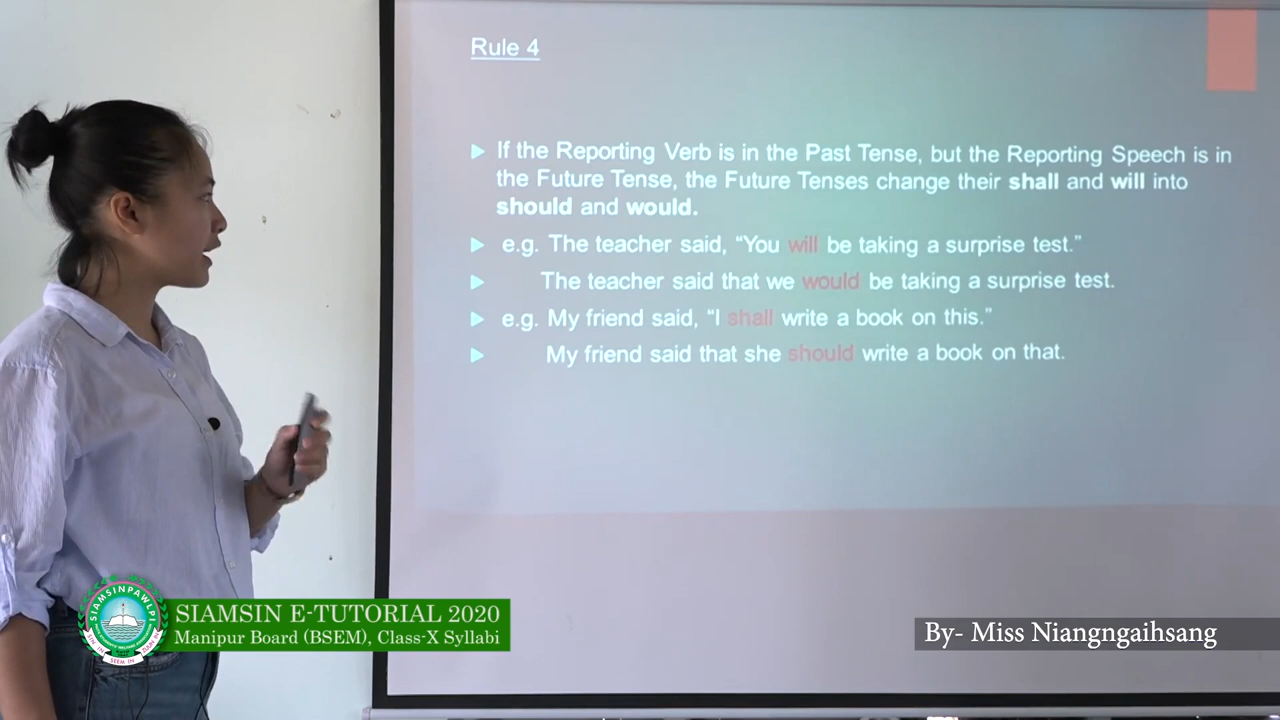 Rule 4
If the Reporting Verb is in the Past Tense, but the Reporting Speech is in
the Future Tense, the Future Tenses change their shall and will into
should and would.
e.g. The teacher said, “You will be taking a surprise test.”
The teacher said that we would be taking a surprise test.
e.g. My friend said, “I shall write a book on this.”
My friend said that she should write a book on that.
SIAMSINPAWLPI
SEEM IN
SIAMSIN E-TUTORIAL 2020
Manipur Board (BSEM), Class-X Syllabi
By- Miss Niangngaihsang